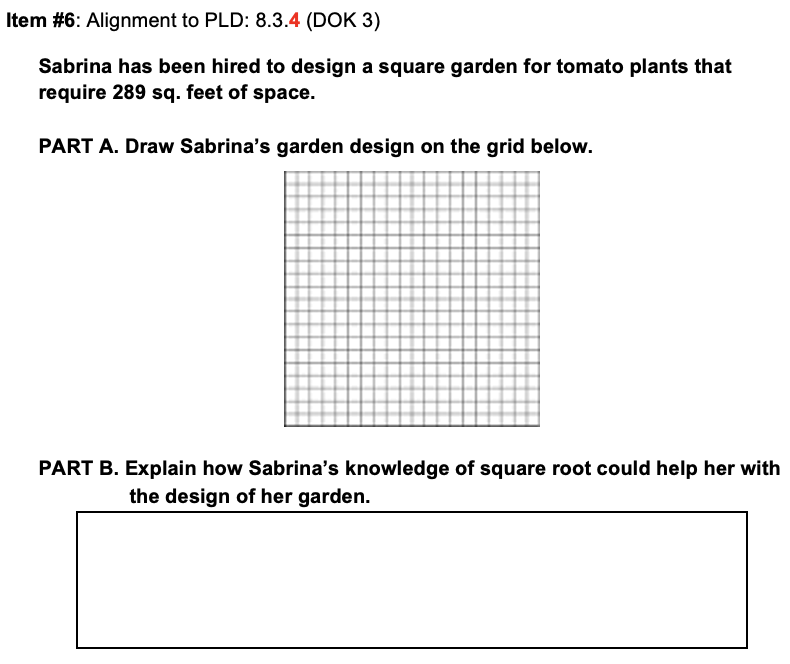 Item #6: Alignment to PLD: 8.3.4 (DOK 3)
Sabrina has been hired to design a square garden for tomato plants that
require 289 sq. feet of space.
PART A. Draw Sabrina’s garden design on the grid below.
PART B. Explain how Sabrina’s knowledge of square root could help her with
the design of her garden.